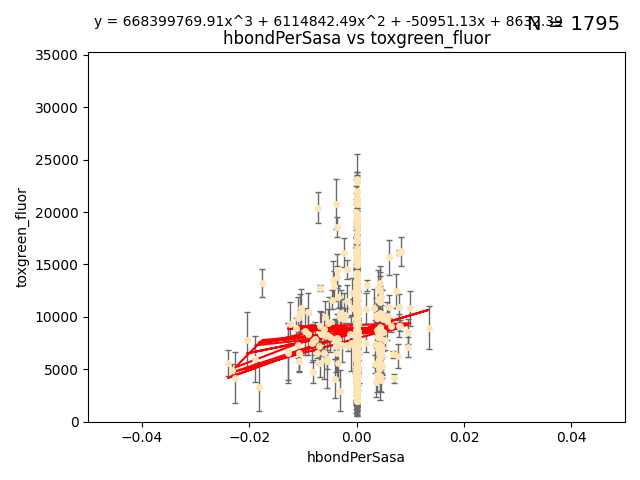 y = 668399769.91x^3 + 6114842.49x^2 + -50951.13x + 8632.39
N = 1795
hbondPerSasa vs toxgreen_fluor
35000
30000
25000
20000
15000
10000
5000
0
toxgreen_fluor
−0.04
−0.02
0.00
0.02
0.04
hbondPerSasa